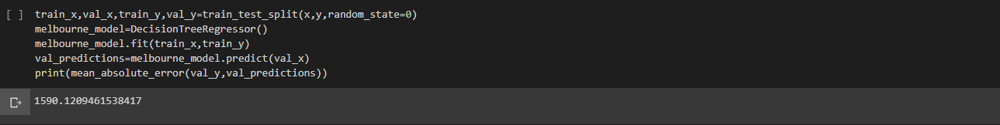 [ ] train_x,val_x,train_y,val_y=train_test_split(x,y,random_state=0)
melbourne_model=DecisionTreeRegressor()
melbourne_model.fit(train_x,train_y)
val_predictions=melbourne_model.predict(val_x)
print(mean_absolute_error(val_y,val_predictions))
1590.1209461538417